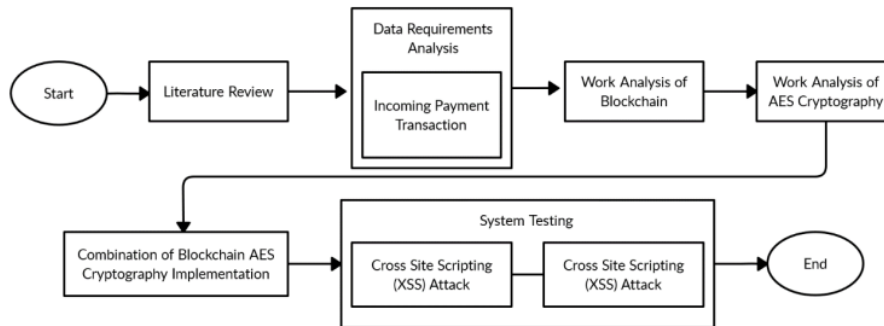 Start
Literature Review
Data Requirements
Analysis
Incoming Payment
Transaction
Work Analysis of
Blockchain
Work Analysis of
AES Cryptography
Combination of Blockchain AES
Cryptography Implementation
System Testing
Cross Site Scripting
(XSS) Attack
Cross Site Scripting
(XSS) Attack
End